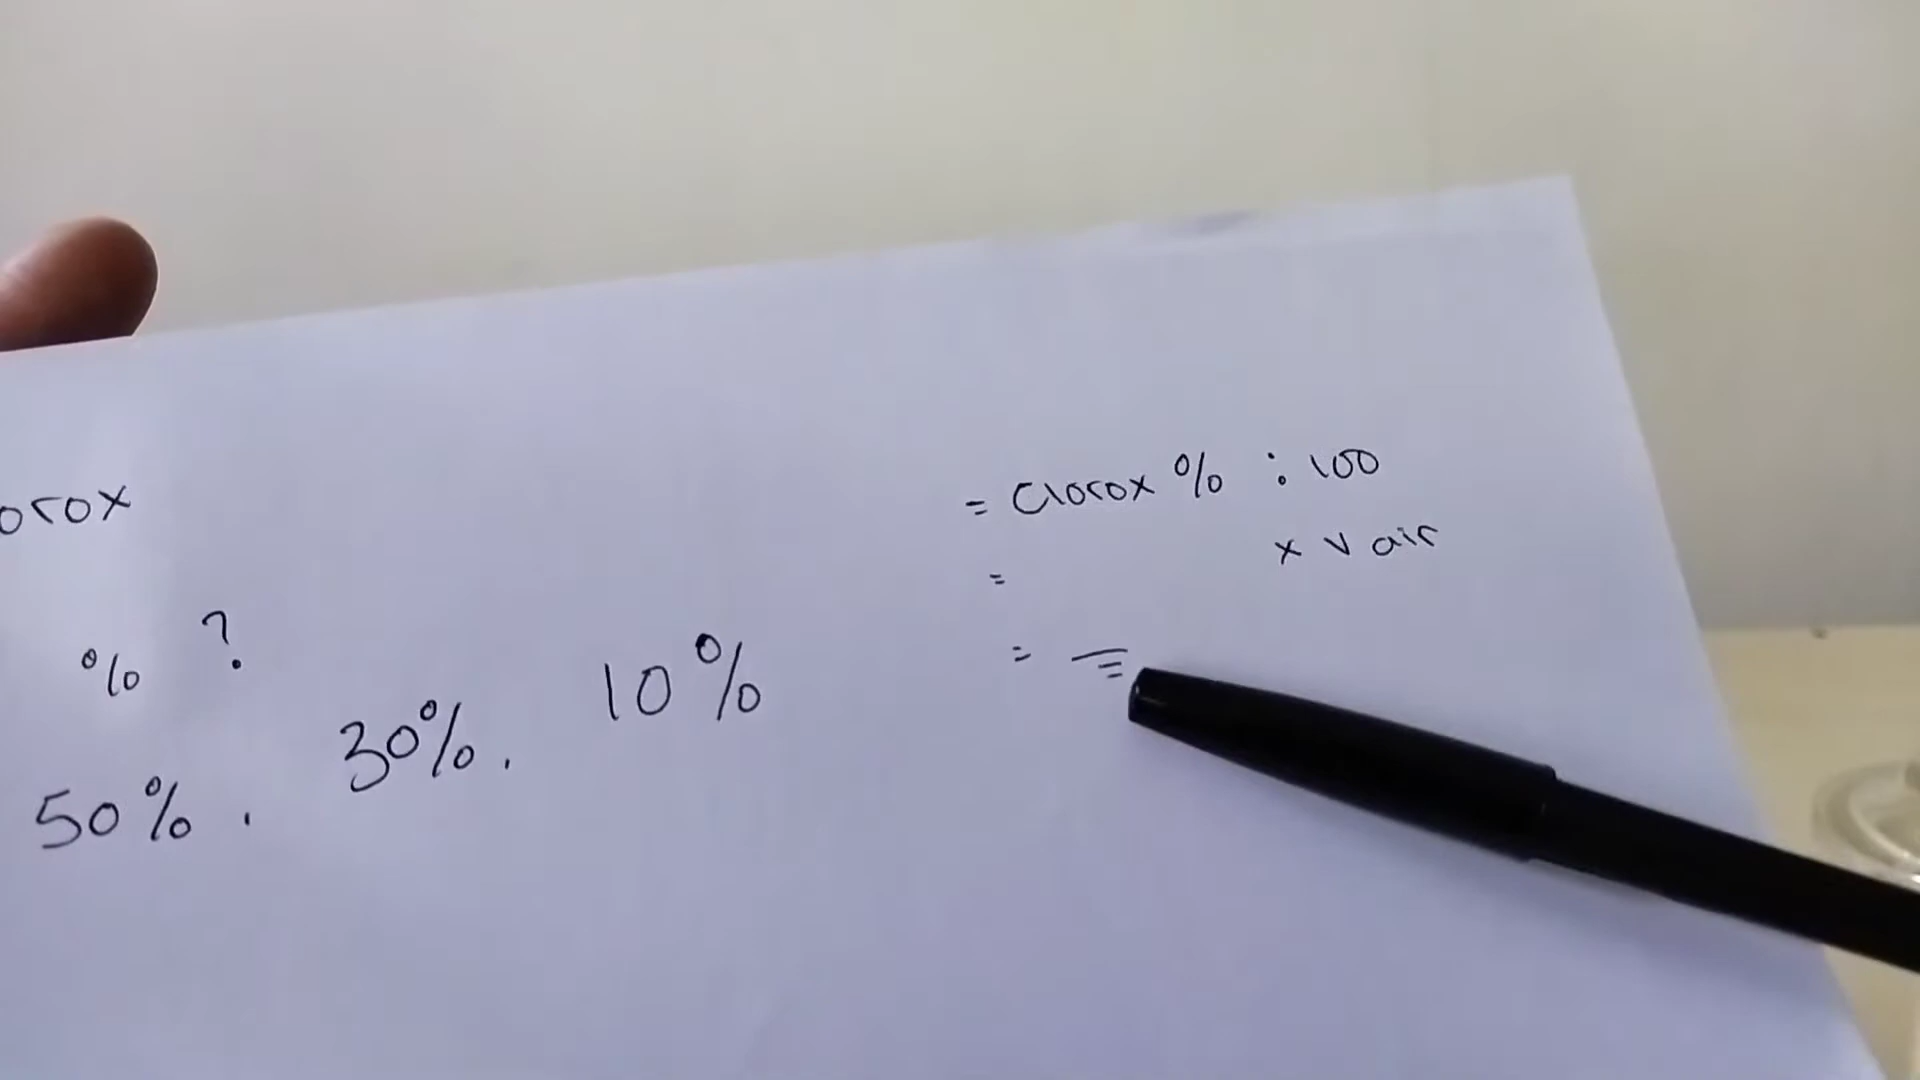 orox
% ?
50%. 30%. 10%
= Clorox % : 100
x V air
=
=